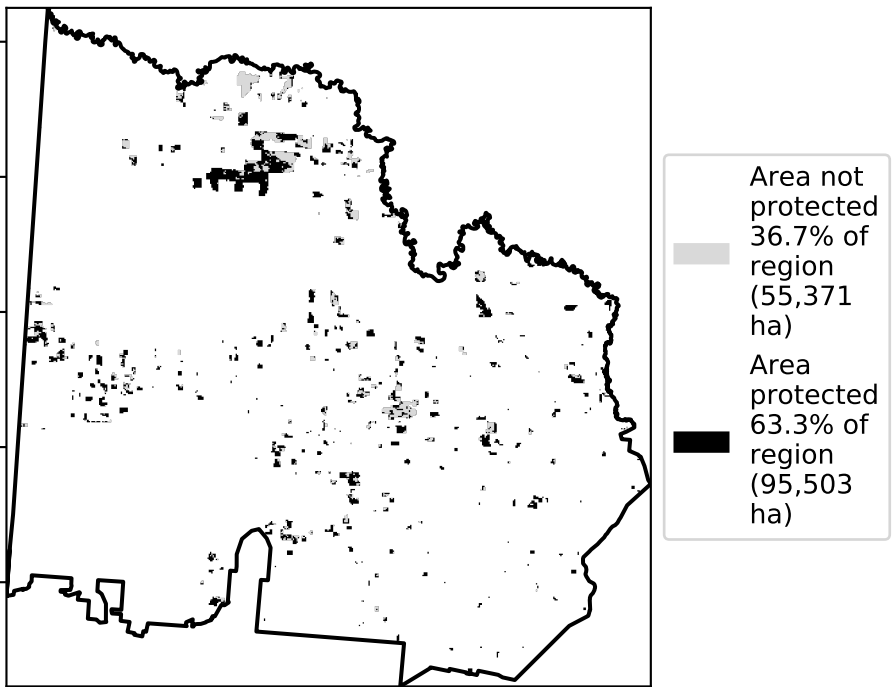 Area not
protected
36.7% of
region
(55,371
ha)
Area
protected
63.3% of
region
(95,503
ha)